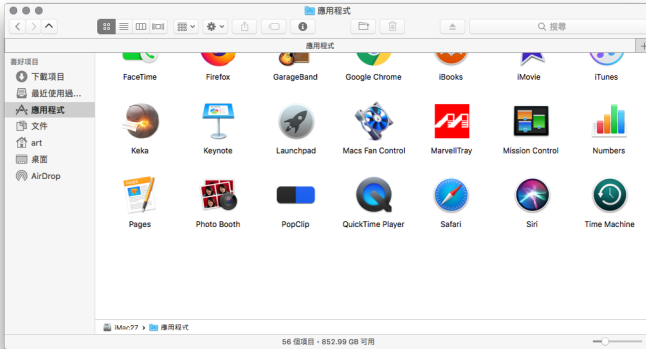 應用程式
搜尋
應用程式
喜好項目
下載項目
最近使用過...
應用程式
文件
art
桌面
AirDrop
FaceTime Firefox GarageBand Google Chrome iBooks iMovie iTunes
Keka Keynote Launchpad Macs Fan Control MarvellTray Mission Control Numbers
Pages Photo Booth PopClip QuickTime Player Safari Siri Time Machine
iMac27 › 應用程式
56 個項目，852.99 GB 可用